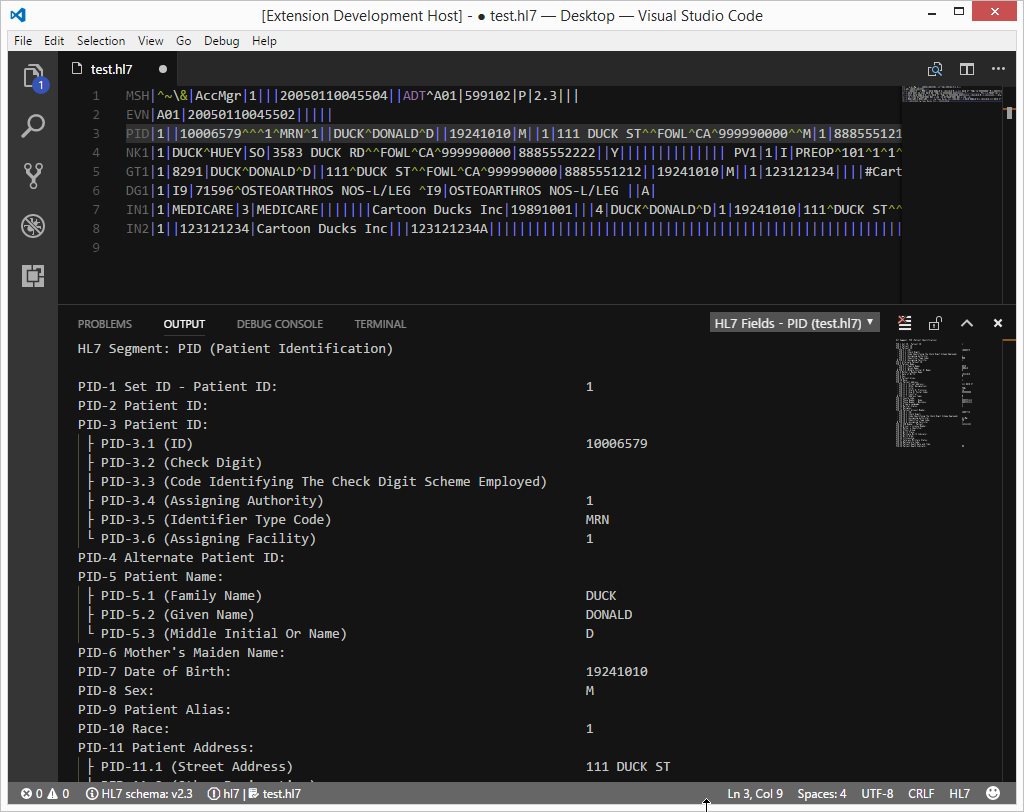 [Extension Development Host] - ● test.hl7 — Desktop — Visual Studio Code
File Edit Selection View Go Debug Help
test.hl7 ●
1
1 MSH|^~\&|AccMgr|1|||20050110045504||ADT^A01|599102|P|2.3|||
2 EVN|A01|20050110045502|||||
3 PID|1||10006579^^^1^MRN^1||DUCK^DONALD^D||19241010|M||1|111 DUCK ST^^FOWL^CA^999990000^^M|1|8885551212
4 NK1|1|DUCK^HUEY|SO|3583 DUCK RD^^FOWL^CA^999990000|8885552222||Y|||||||||||||| PV1|1|I|PREOP^101^1^1^
5 GT1|1|8291|DUCK^DONALD^D||111^DUCK ST^^FOWL^CA^999990000|8885551212||19241010|M||1|123121234||||#Cart
6 DG1|1|I9|71596^OSTEOARTHROS NOS-L/LEG ^I9|OSTEOARTHROS NOS-L/LEG ||A|
7 IN1|1|MEDICARE|3|MEDICARE|||||||Cartoon Ducks Inc|19891001|||4|DUCK^DONALD^D|1|19241010|111^DUCK ST^^
8 IN2|1||123121234|Cartoon Ducks Inc|||123121234A||||||||||||||||||||||||||||||||||||||||||||||||||||||
9
PROBLEMS OUTPUT DEBUG CONSOLE TERMINAL HL7 Fields - PID (test.hl7)
HL7 Segment: PID (Patient Identification)
PID-1 Set ID - Patient ID: 1
PID-2 Patient ID:
PID-3 Patient ID:
├ PID-3.1 (ID) 10006579
├ PID-3.2 (Check Digit)
├ PID-3.3 (Code Identifying The Check Digit Scheme Employed)
├ PID-3.4 (Assigning Authority) 1
├ PID-3.5 (Identifier Type Code) MRN
└ PID-3.6 (Assigning Facility) 1
PID-4 Alternate Patient ID:
PID-5 Patient Name:
├ PID-5.1 (Family Name) DUCK
├ PID-5.2 (Given Name) DONALD
└ PID-5.3 (Middle Initial Or Name) D
PID-6 Mother's Maiden Name:
PID-7 Date of Birth: 19241010
PID-8 Sex: M
PID-9 Patient Alias:
PID-10 Race: 1
PID-11 Patient Address:
├ PID-11.1 (Street Address) 111 DUCK ST
0 0 HL7 schema: v2.3 hl7 | test.hl7 Ln 3, Col 9 Spaces: 4 UTF-8 CRLF HL7